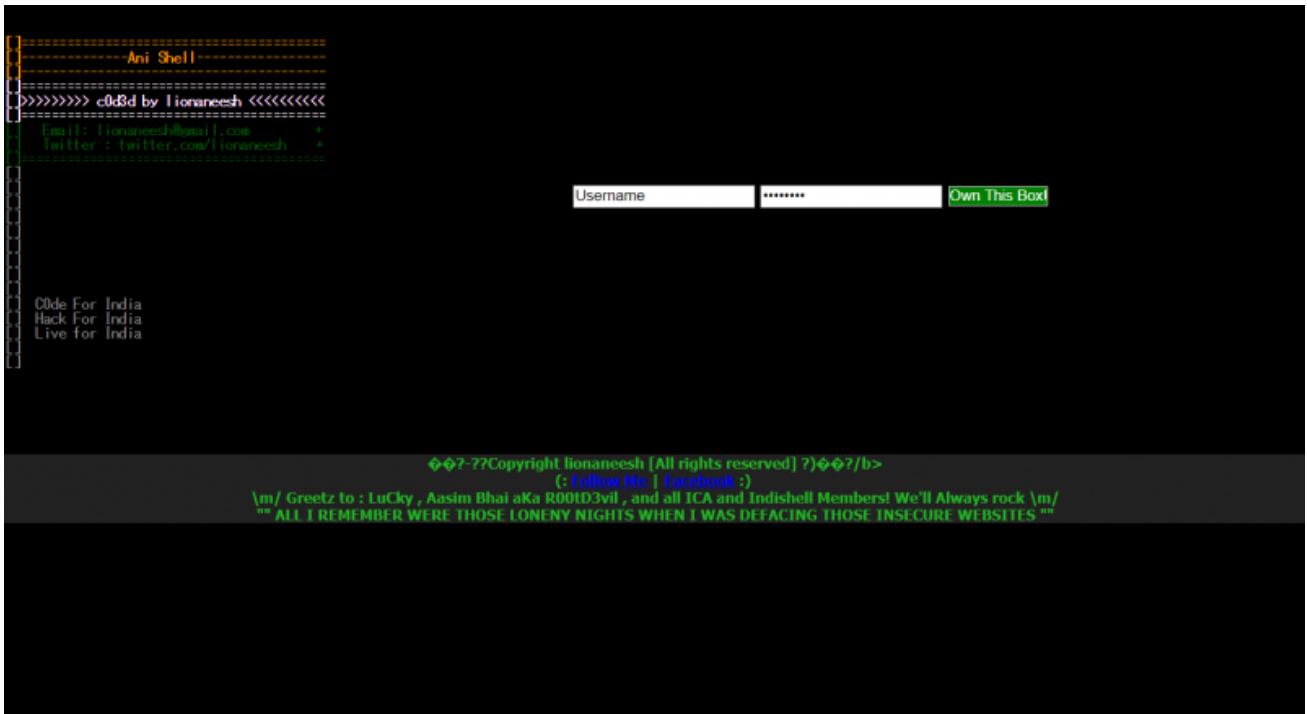 []=========================================
[]---------------Ani Shell-----------------
[]-----------------------------------------
[]=========================================
[]>>>>>>>>> c0d3d by lionaneesh <<<<<<<<<<
[]=========================================
[] Email: lionaneesh@gmail.com +
[] Twitter : twitter.com/lionaneesh +
[]=========================================
[]
[]
[]
[]
[]
[]
[]
[]
[]
[] C0de For India
[] Hack For India
[] Live for India
[]
[]
Username •••••••• Own This Box!
��?-??Copyright lionaneesh [All rights reserved] ?)��?/b>
(: Follow Me | Facebook :)
\m/ Greetz to : LuCky , Aasim Bhai aKa R00tD3vil , and all ICA and Indishell Members! We'll Always rock \m/
"" ALL I REMEMBER WERE THOSE LONENY NIGHTS WHEN I WAS DEFACING THOSE INSECURE WEBSITES ""